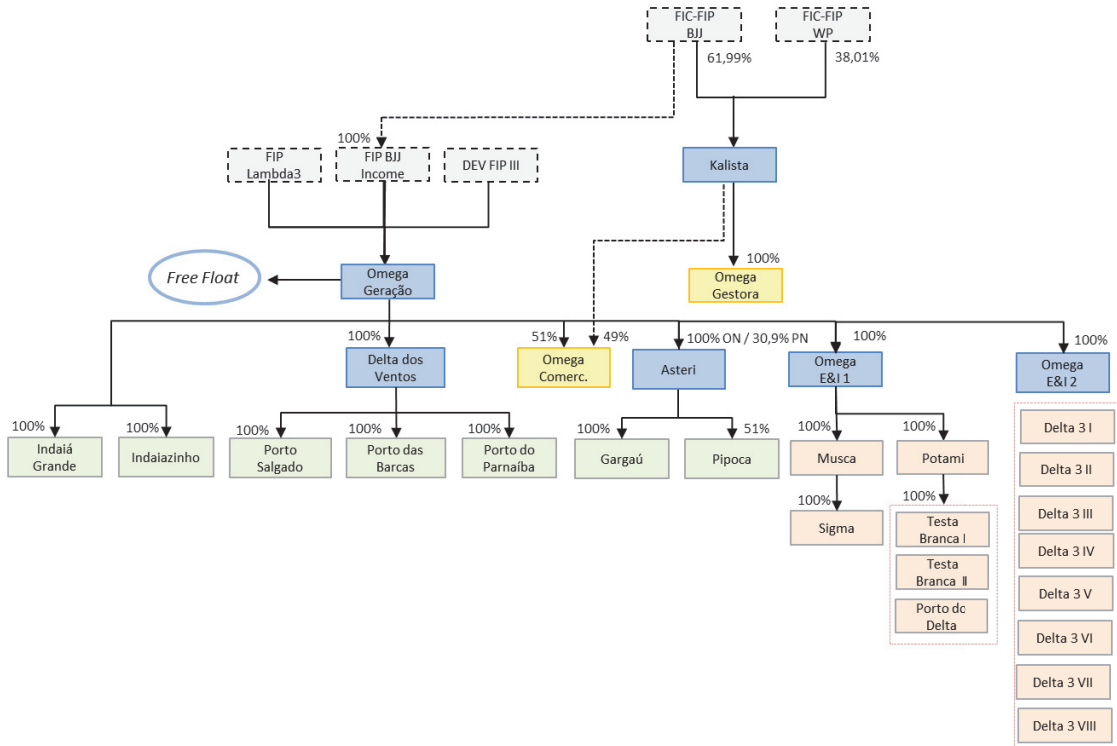 FIC-FIP
BJJ
FIC-FIP
WP
61,99%
38,01%
100%
FIP
Lambda3
FIP BJJ
Income
DEV FIP III
Kalista
Free Float
Omega
Geração
100%
Omega
Gestora
100%
Delta dos
Ventos
51%
49%
Omega
Comerc.
100% ON / 30,9% PN
Asteri
100%
Omega
E&I 1
100%
Omega
E&I 2
100%
Indaiá
Grande
100%
Indaiazinho
100%
Porto
Salgado
100%
Porto das
Barcas
100%
Porto do
Parnaíba
100%
Gargaú
51%
Pipoca
100%
Musca
100%
Potami
100%
Sigma
100%
Testa
Branca I
Testa
Branca II
Porto do
Delta
Delta 3 I
Delta 3 II
Delta 3 III
Delta 3 IV
Delta 3 V
Delta 3 VI
Delta 3 VII
Delta 3 VIII